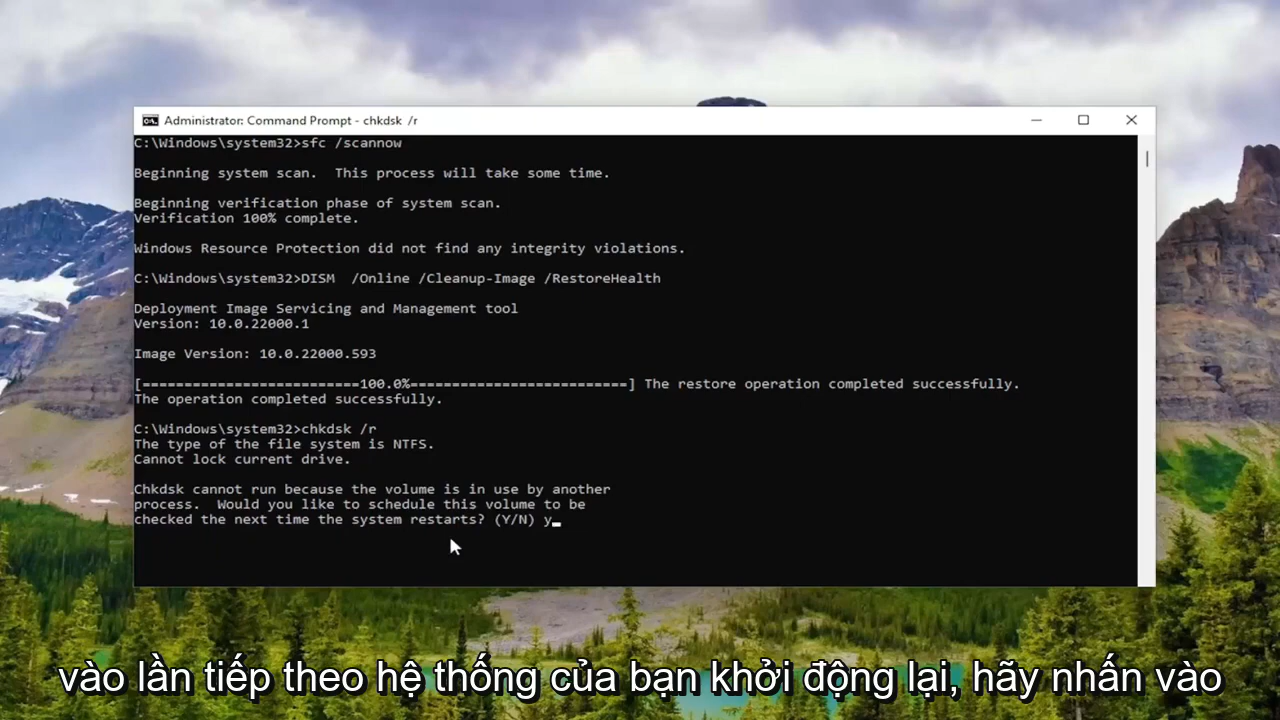 Administrator: Command Prompt - chkdsk /r
C:\Windows\system32>sfc /scannow
Beginning system scan.  This process will take some time.
Beginning verification phase of system scan.
Verification 100% complete.
Windows Resource Protection did not find any integrity violations.
C:\Windows\system32>DISM  /Online /Cleanup-Image /RestoreHealth
Deployment Image Servicing and Management tool
Version: 10.0.22000.1
Image Version: 10.0.22000.593
[==========================100.0%==========================] The restore operation completed successfully.
The operation completed successfully.
C:\Windows\system32>chkdsk /r
The type of the file system is NTFS.
Cannot lock current drive.
Chkdsk cannot run because the volume is in use by another
process.  Would you like to schedule this volume to be
checked the next time the system restarts? (Y/N) y
vào lần tiếp theo hệ thống của bạn khởi động lại, hãy nhấn vào